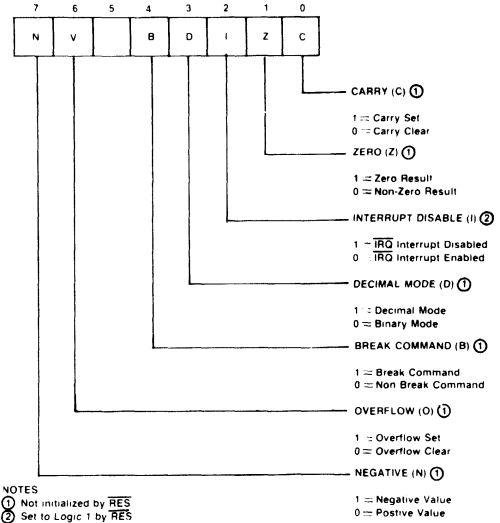 7 6 5 4 3 2 1 0
N V B D I Z C
CARRY (C) ①
1 = Carry Set
0 = Carry Clear
ZERO (Z) ①
1 = Zero Result
0 = Non-Zero Result
INTERRUPT DISABLE (I) ②
1 = IRQ Interrupt Disabled
0 = IRQ Interrupt Enabled
DECIMAL MODE (D) ①
1 = Decimal Mode
0 = Binary Mode
BREAK COMMAND (B) ①
1 = Break Command
0 = Non Break Command
OVERFLOW (O) ①
1 = Overflow Set
0 = Overflow Clear
NEGATIVE (N) ①
1 = Negative Value
0 = Postive Value
NOTES
① Not initialized by RES
② Set to Logic 1 by RES